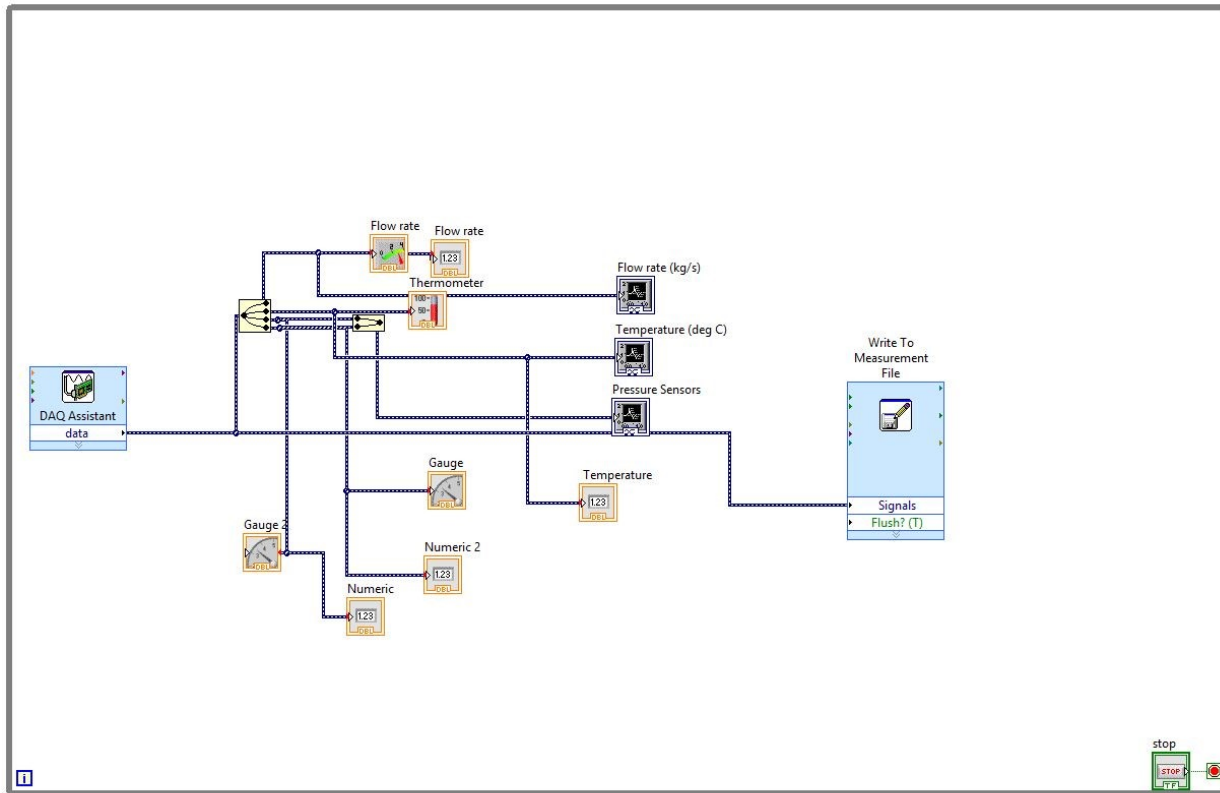 Flow rate
Flow rate
DBL
1.23
DBL
Thermometer
100
50
DBL
Flow rate (kg/s)
Temperature (deg C)
Pressure Sensors
Write To
Measurement
File
DAQ Assistant
data
Signals
Flush? (T)
Gauge
DBL
Temperature
1.23
DBL
Gauge 2
DBL
Numeric 2
1.23
DBL
Numeric
1.23
DBL
stop
STOP
TF
i